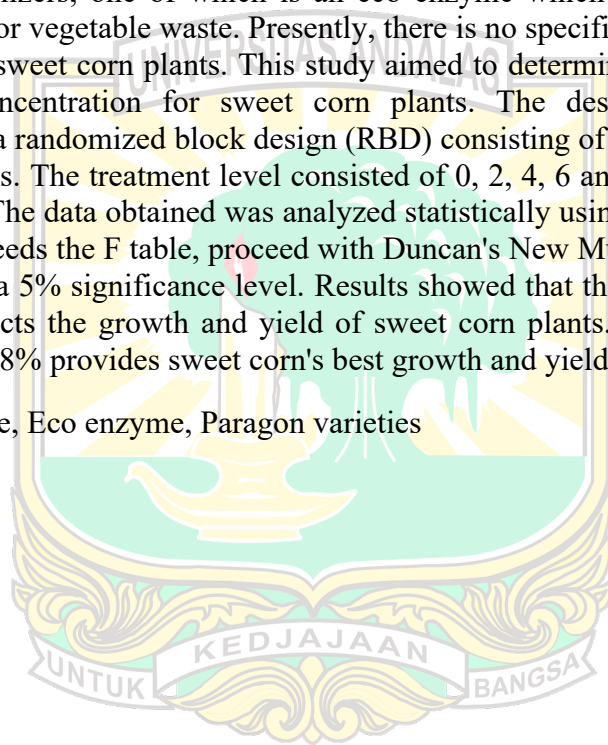 nizers, one of which is an eco enzyme which
or vegetable waste. Presently, there is no specifi
UNIVERSITAS ANDALAS
sweet corn plants. This study aimed to determin
ncentration for sweet corn plants. The des
a randomized block design (RBD) consisting of
s. The treatment level consisted of 0, 2, 4, 6 an
The data obtained was analyzed statistically usin
eeds the F table, proceed with Duncan's New Mu
a 5% significance level. Results showed that th
cts the growth and yield of sweet corn plants.
8% provides sweet corn's best growth and yield
e, Eco enzyme, Paragon varieties
UNTUK KEDJAJAAN BANGSA